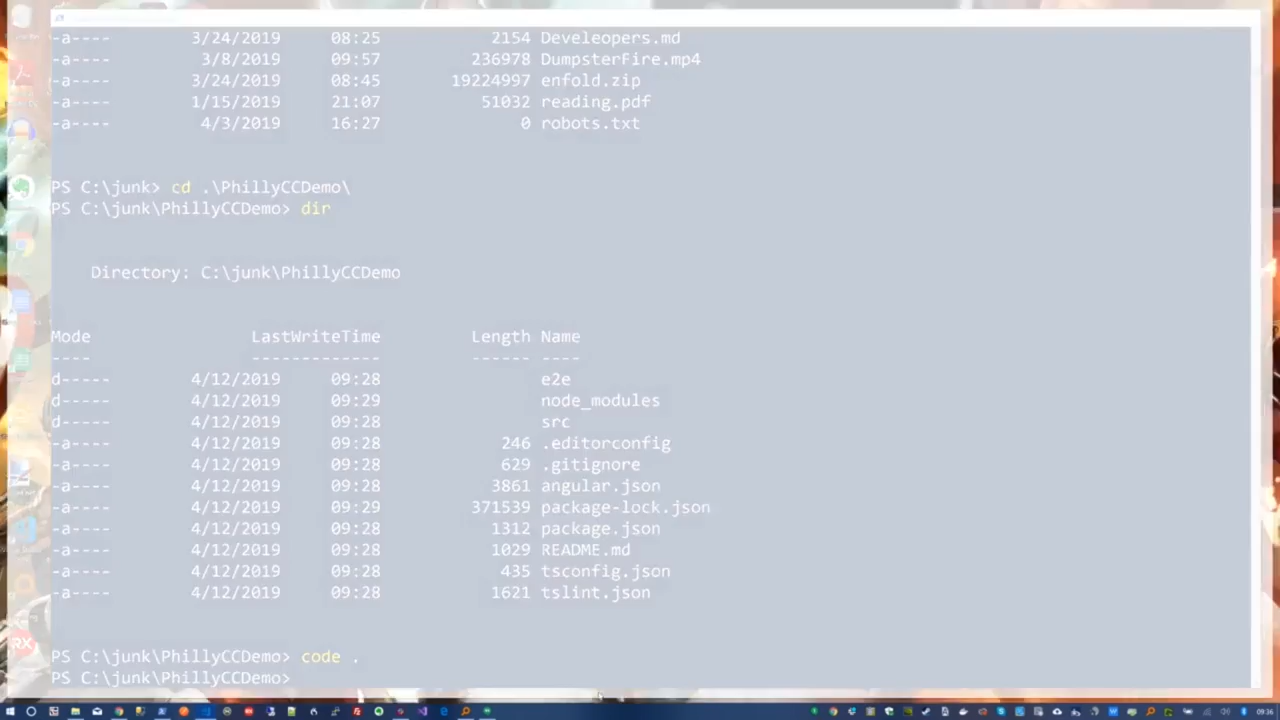 -a---- 3/24/2019 08:25 2154 Develeopers.md
-a---- 3/8/2019 09:57 236978 DumpsterFire.mp4
-a---- 3/24/2019 08:45 19224997 enfold.zip
-a---- 1/15/2019 21:07 51032 reading.pdf
-a---- 4/3/2019 16:27 0 robots.txt
PS C:\junk> cd .\PhillyCCDemo\
PS C:\junk\PhillyCCDemo> dir
Directory: C:\junk\PhillyCCDemo
Mode LastWriteTime Length Name
---- ------------- ------ ----
d----- 4/12/2019 09:28 e2e
d----- 4/12/2019 09:29 node_modules
d----- 4/12/2019 09:28 src
-a---- 4/12/2019 09:28 246 .editorconfig
-a---- 4/12/2019 09:28 629 .gitignore
-a---- 4/12/2019 09:28 3861 angular.json
-a---- 4/12/2019 09:29 371539 package-lock.json
-a---- 4/12/2019 09:28 1312 package.json
-a---- 4/12/2019 09:28 1029 README.md
-a---- 4/12/2019 09:28 435 tsconfig.json
-a---- 4/12/2019 09:28 1621 tslint.json
PS C:\junk\PhillyCCDemo> code .
PS C:\junk\PhillyCCDemo>
RX
09:36